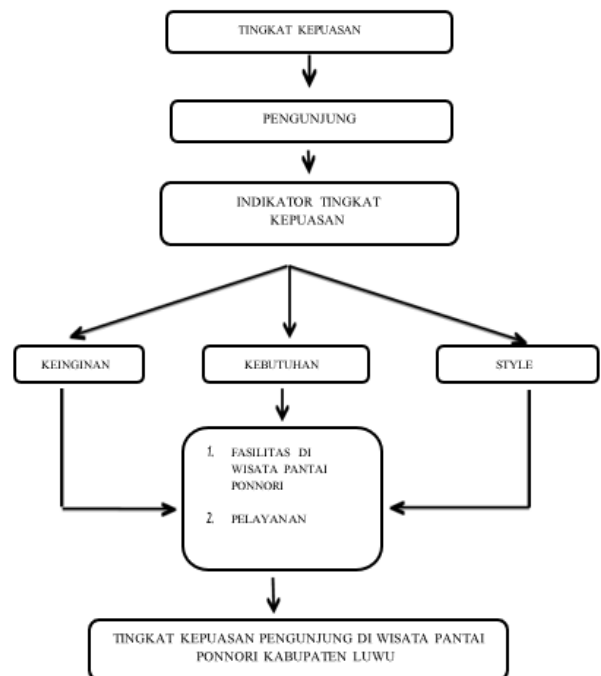 TINGKAT KEPUASAN
PENGUNJUNG
INDIKATOR TINGKAT
KEPUASAN
KEINGINAN
KEBUTUHAN
STYLE
1. FASILITAS DI
WISATA PANTAI
PONNORI
2. PELAYANAN
TINGKAT KEPUASAN PENGUNJUNG DI WISATA PANTAI
PONNORI KABUPATEN LUWU